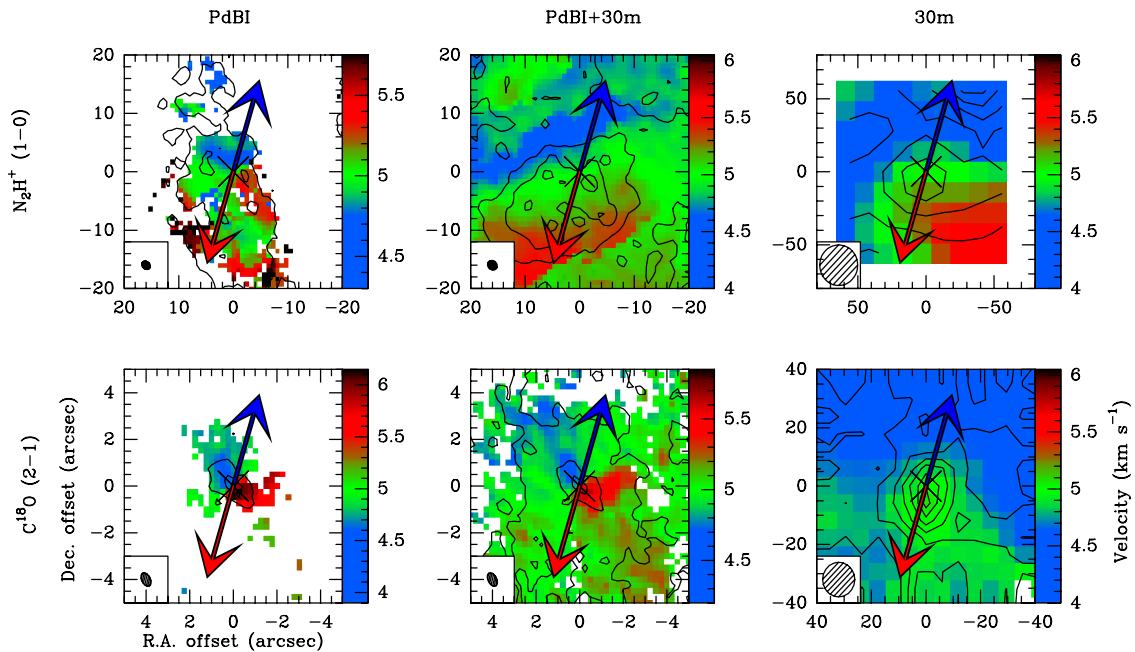 PdBI PdBI+30m 30m
N₂H⁺ (1−0)
20 10 0 −10 −20
20 10 0 −10 −20
5.5 5 4.5
20 10 0 −10 −20
20 10 0 −10 −20
6 5.5 5 4.5 4
50 0 −50
50 0 −50
6 5.5 5 4.5 4
C¹⁸O (2−1)
Dec. offset (arcsec)
4 2 0 −2 −4
4 2 0 −2 −4
R.A. offset (arcsec)
6 5.5 5 4.5 4
4 2 0 −2 −4
4 2 0 −2 −4
5.5 5 4.5
40 20 0 −20 −40
40 20 0 −20 −40
6 5.5 5 4.5 4
Velocity (km s⁻¹)